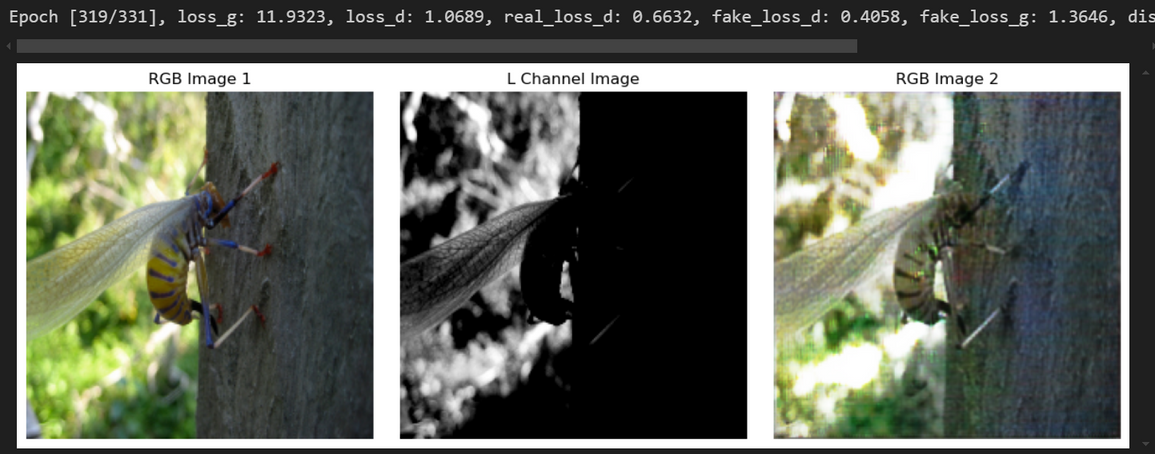 Epoch [319/331], loss_g: 11.9323, loss_d: 1.0689, real_loss_d: 0.6632, fake_loss_d: 0.4058, fake_loss_g: 1.3646, dis
RGB Image 1
L Channel Image
RGB Image 2